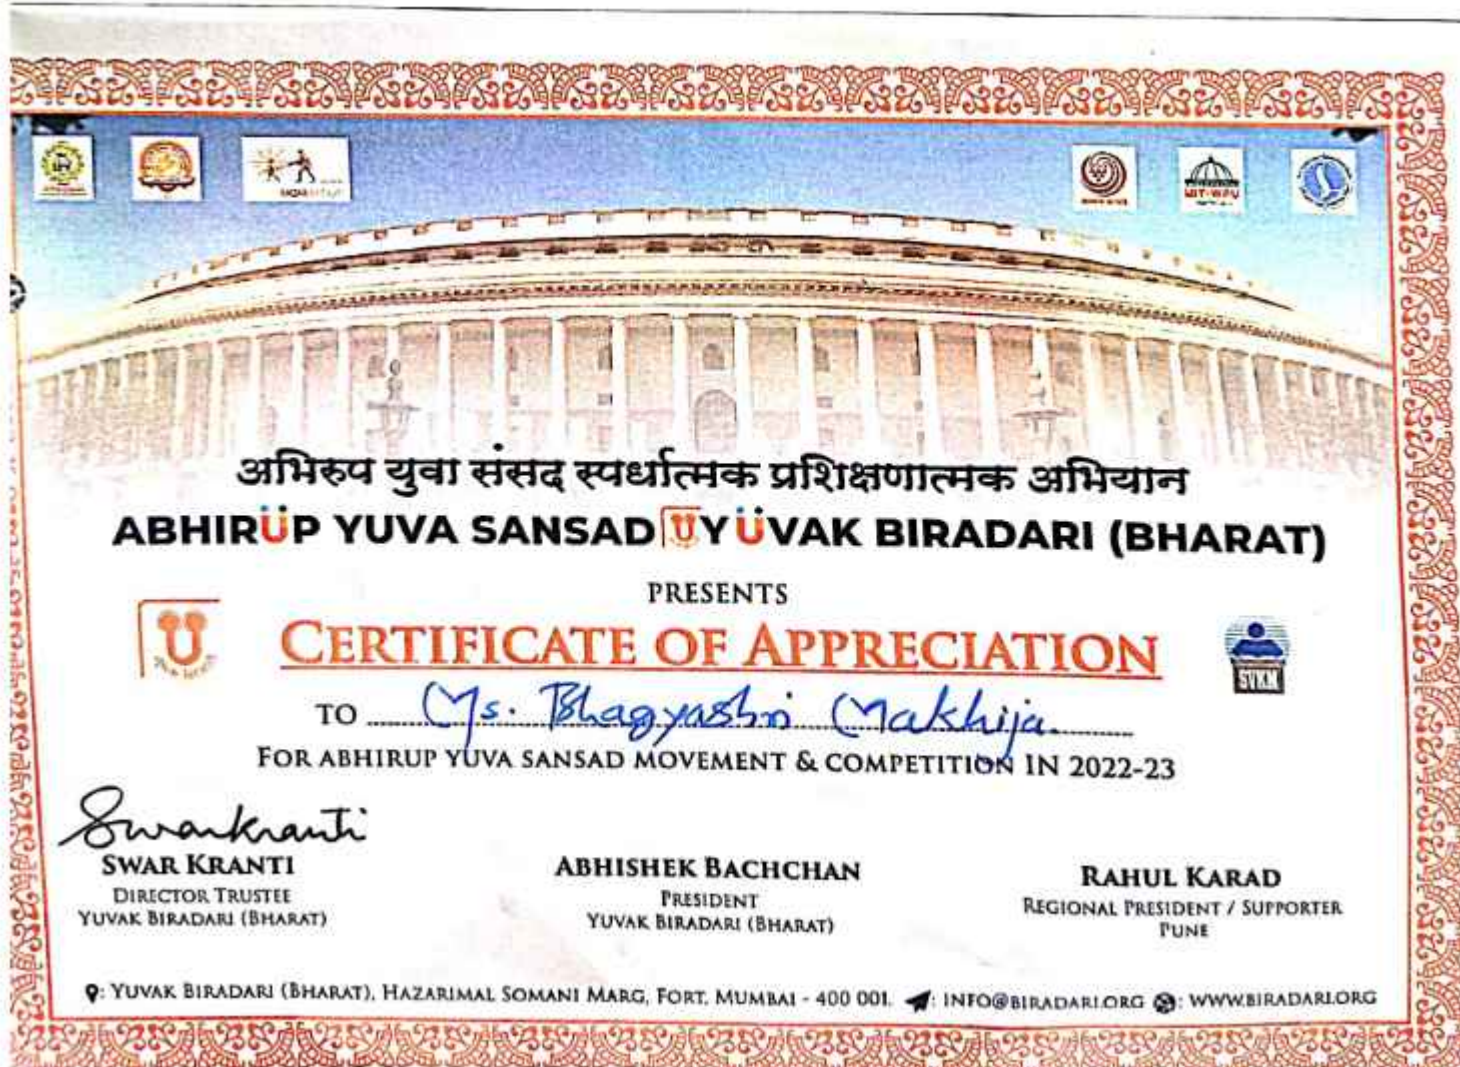 MIT-WPU
अभिरुप युवा संसद स्पर्धात्मक प्रशिक्षणात्मक अभियान
ABHIRÜP YUVA SANSAD U YÜVAK BIRADARI (BHARAT)
PRESENTS
CERTIFICATE OF APPRECIATION
SVKM
TO Ms. Bhagyashri Makhija
FOR ABHIRUP YUVA SANSAD MOVEMENT & COMPETITION IN 2022-23
Swarkranti
SWAR KRANTI
DIRECTOR TRUSTEE
YUVAK BIRADARI (BHARAT)
ABHISHEK BACHCHAN
PRESIDENT
YUVAK BIRADARI (BHARAT)
RAHUL KARAD
REGIONAL PRESIDENT / SUPPORTER
PUNE
: YUVAK BIRADARI (BHARAT), HAZARIMAL SOMANI MARG, FORT, MUMBAI - 400 001. : INFO@BIRADARI.ORG : WWW.BIRADARI.ORG